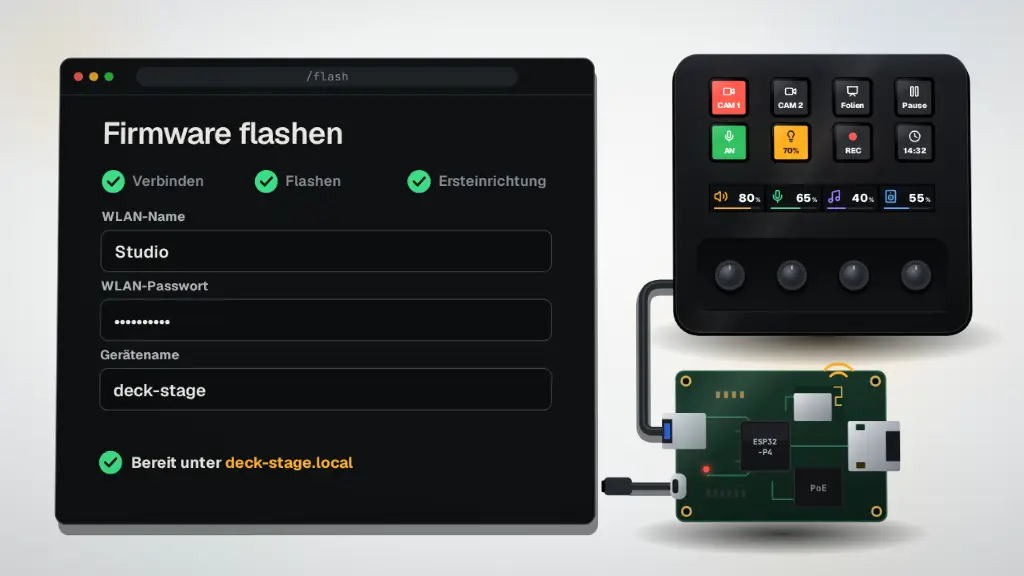 /flash
Firmware flashen
Verbinden
Flashen
Ersteinrichtung
WLAN-Name
Studio
WLAN-Passwort
••••••••••
Gerätename
deck-stage
Bereit unter deck-stage.local
CAM 1
CAM 2
Folien
Pause
AN
70%
REC
14:32
80%
65%
40%
55%
ESP32
-P4
PoE